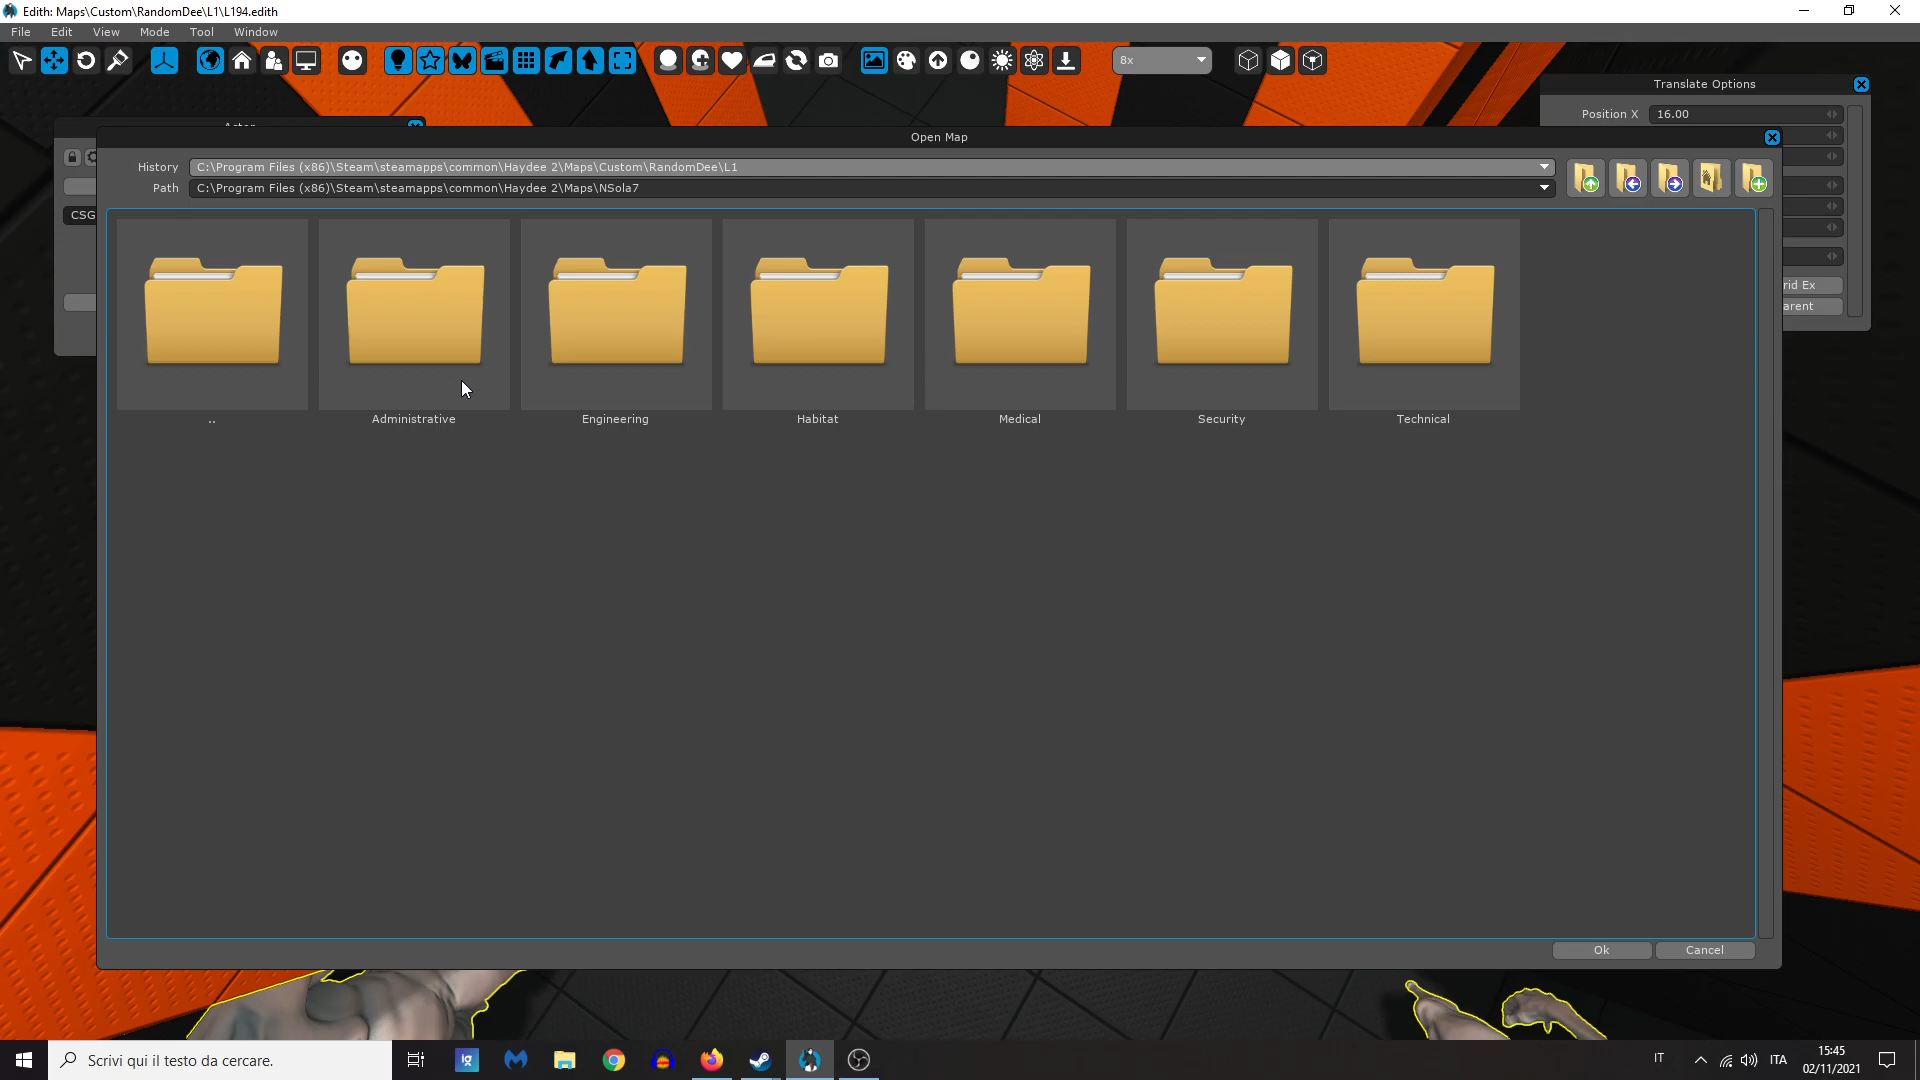 Edith: Maps\Custom\RandomDee\L1\L194.edith
File Edit View Mode Tool Window
8x
Translate Options
Position X 16.00
Open Map
History C:\Program Files (x86)\Steam\steamapps\common\Haydee 2\Maps\Custom\RandomDee\L1
Path C:\Program Files (x86)\Steam\steamapps\common\Haydee 2\Maps\NSola7
CSG
rid Ex
arent
.. Administrative Engineering Habitat Medical Security Technical
Ok Cancel
Scrivi qui il testo da cercare.
IT ITA
15:45
02/11/2021